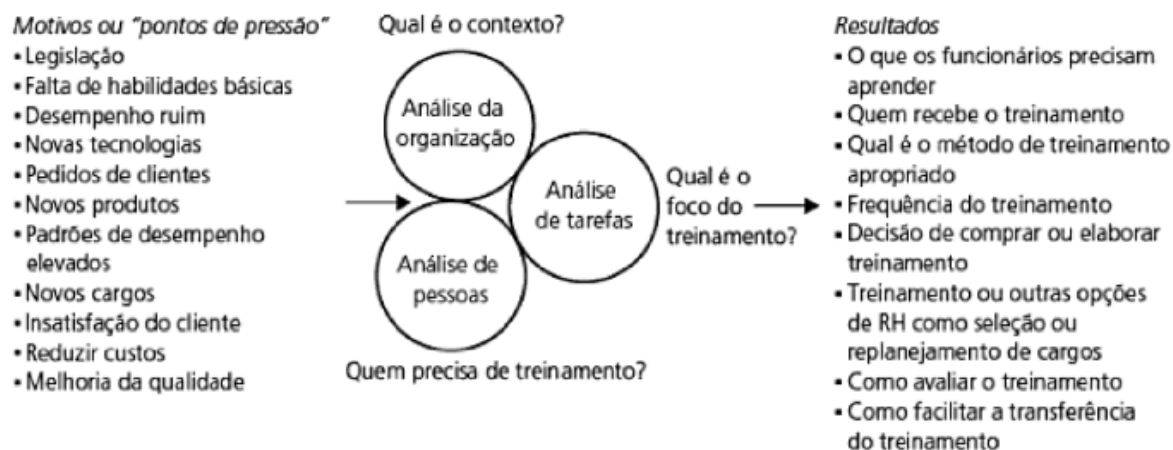 Motivos ou "pontos de pressão"
▪ Legislação
▪ Falta de habilidades básicas
▪ Desempenho ruim
▪ Novas tecnologias
▪ Pedidos de clientes
▪ Novos produtos
▪ Padrões de desempenho
elevados
▪ Novos cargos
▪ Insatisfação do cliente
▪ Reduzir custos
▪ Melhoria da qualidade
Qual é o contexto?
Análise da
organização
Análise
de tarefas
Análise de
pessoas
Quem precisa de treinamento?
Qual é o
foco do
treinamento?
Resultados
▪ O que os funcionários precisam
aprender
▪ Quem recebe o treinamento
▪ Qual é o método de treinamento
apropriado
▪ Frequência do treinamento
▪ Decisão de comprar ou elaborar
treinamento
▪ Treinamento ou outras opções
de RH como seleção ou
replanejamento de cargos
▪ Como avaliar o treinamento
▪ Como facilitar a transferência
do treinamento